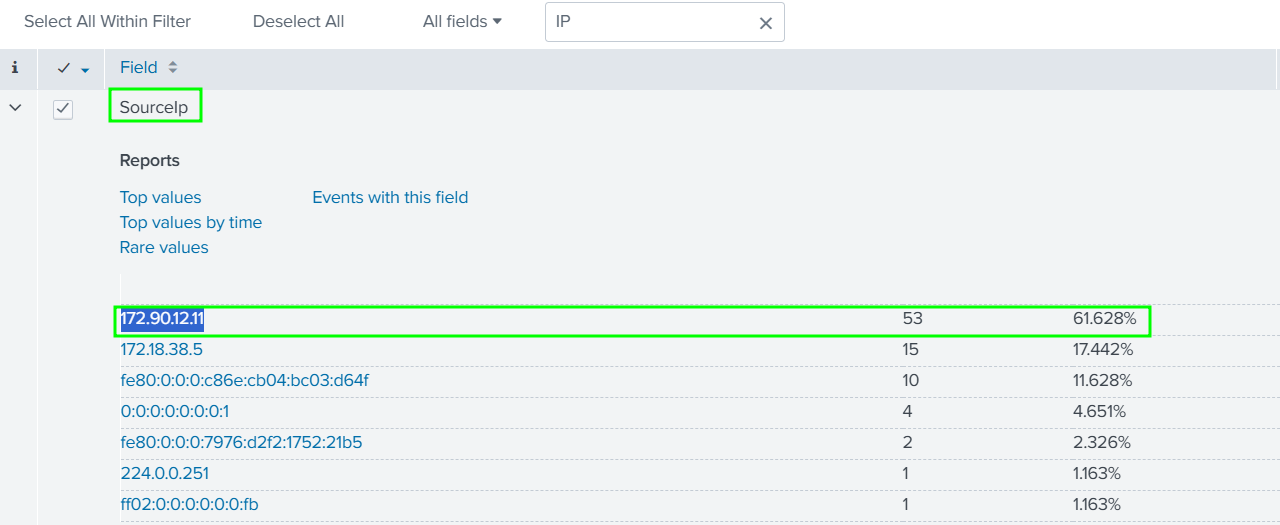 Select All Within Filter Deselect All All fields IP
i Field
SourceIp
Reports
Top values Events with this field
Top values by time
Rare values
172.90.12.11 53 61.628%
172.18.38.5 15 17.442%
fe80:0:0:0:c86e:cb04:bc03:d64f 10 11.628%
0:0:0:0:0:0:0:1 4 4.651%
fe80:0:0:0:7976:d2f2:1752:21b5 2 2.326%
224.0.0.251 1 1.163%
ff02:0:0:0:0:0:0:fb 1 1.163%